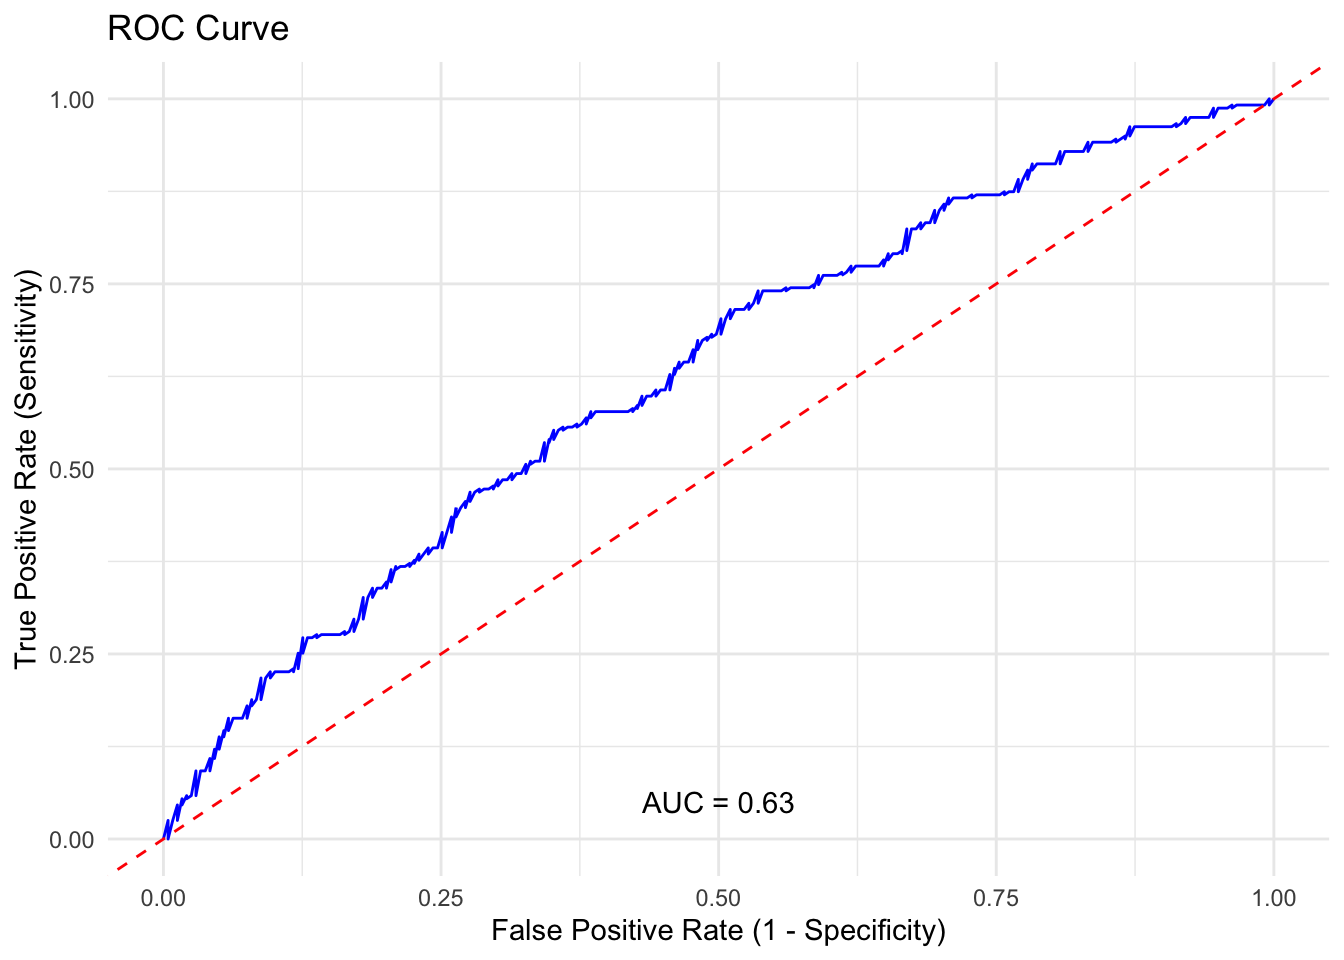 ROC Curve
True Positive Rate (Sensitivity)
1.00
0.75
0.50
0.25
0.00
AUC = 0.63
0.00 0.25 0.50 0.75 1.00
False Positive Rate (1 - Specificity)